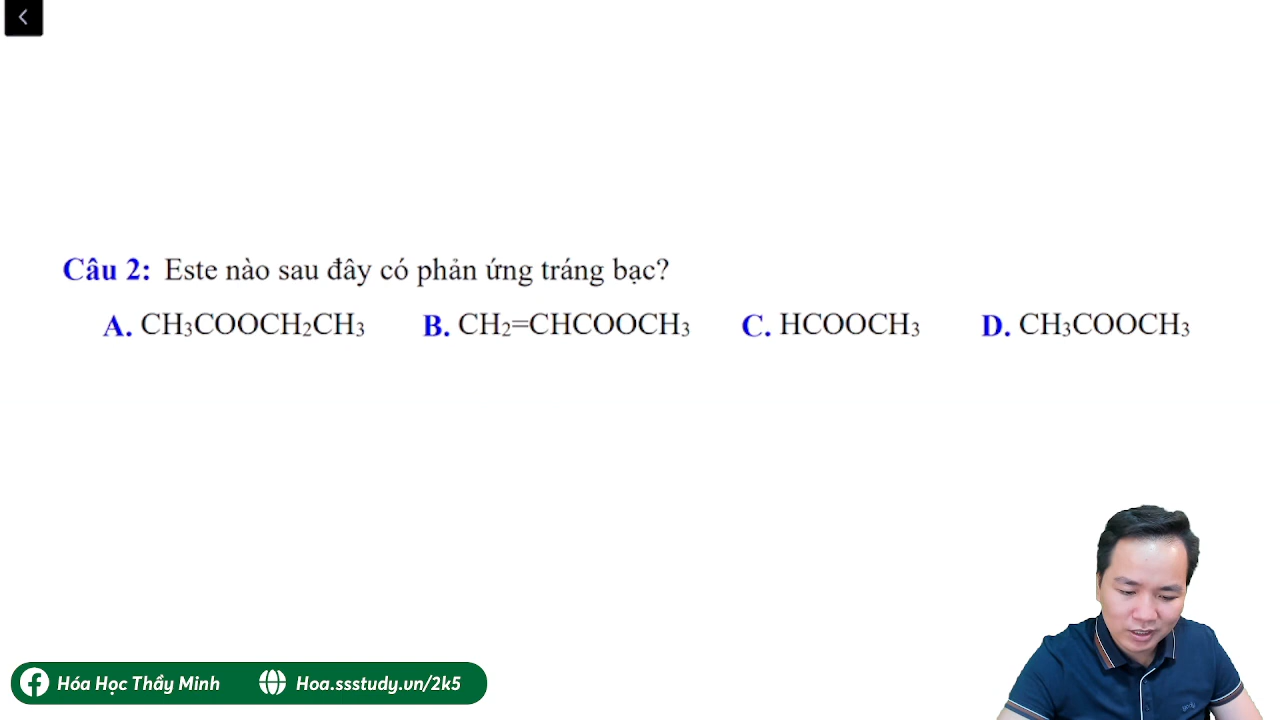 Câu 2: Este nào sau đây có phản ứng tráng bạc?
A. CH₃COOCH₂CH₃ B. CH₂=CHCOOCH₃ C. HCOOCH₃ D. CH₃COOCH₃
Hóa Học Thầy Minh Hoa.ssstudy.vn/2k5